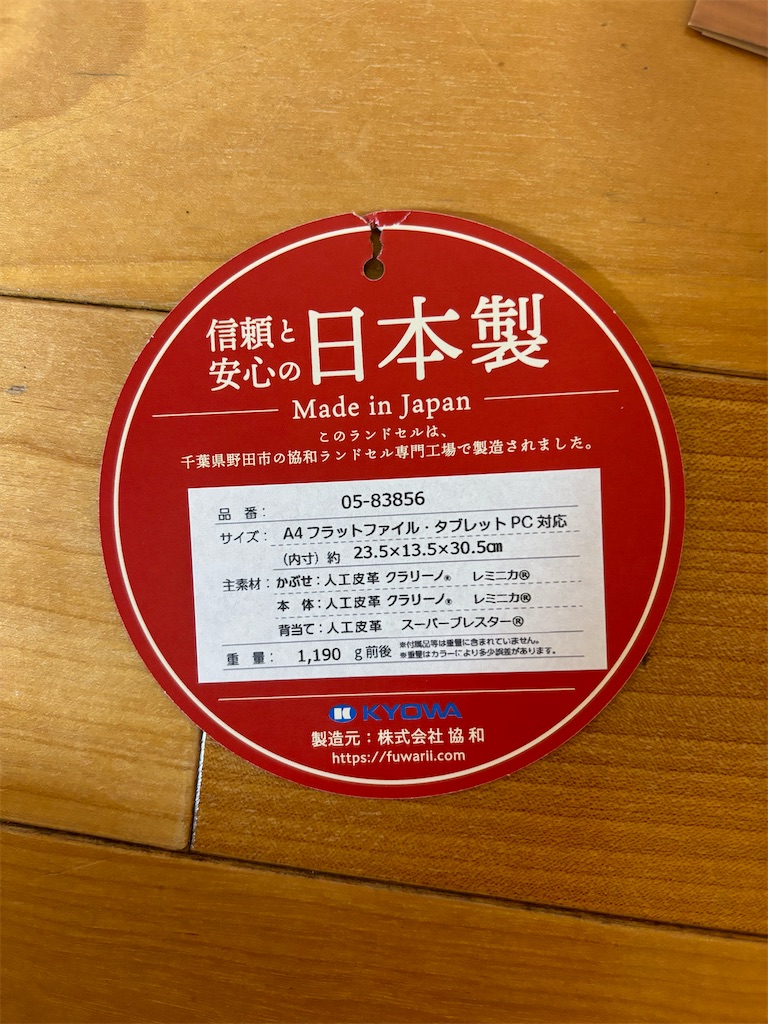 信頼と
安心の
日本製
Made in Japan
このランドセルは、
千葉県野田市の協和ランドセル専門工場で製造されました。
品 番： 05-83856
サイズ： A4フラットファイル・タブレットPC対応
(内寸) 約 23.5×13.5×30.5㎝
主素材：かぶせ：人工皮革 クラリーノ® レミニカ®
本 体：人工皮革 クラリーノ® レミニカ®
背当て：人工皮革 スーパーブレスター®
重 量： 1,190 g前後 ※付属品等は重量に含まれていません。
※重量はカラーにより多少誤差があります。
KYOWA
製造元：株式会社 協 和
https://fuwarii.com